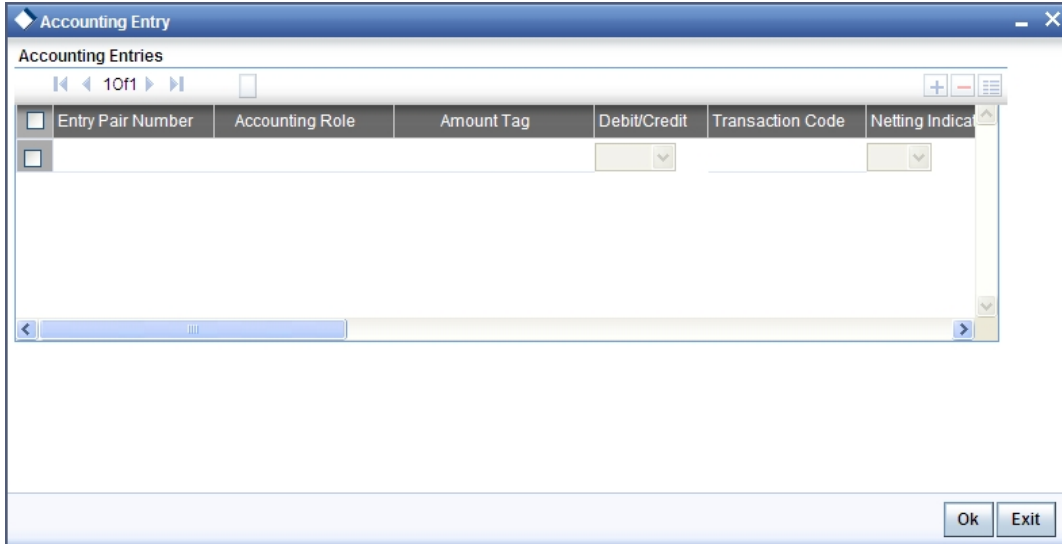 Accounting Entry
Accounting Entries
1Of1
Entry Pair Number Accounting Role Amount Tag Debit/Credit Transaction Code Netting Indicat
Ok Exit